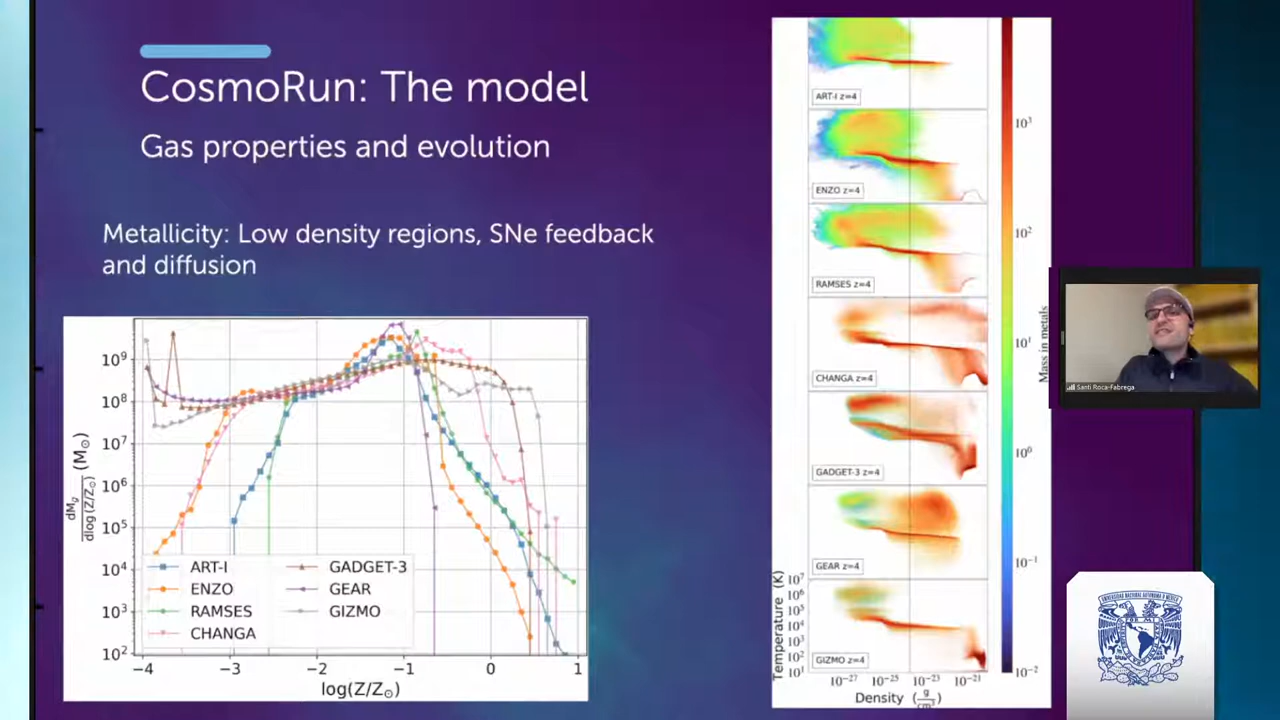 CosmoRun: The model
Gas properties and evolution
Metallicity: Low density regions, SNe feedback
and diffusion
10⁹
10⁸
10⁷
10⁶
10⁵
10⁴
10³
10²
dM_g / dlog(Z/Z⊙) (M⊙)
ART-I
ENZO
RAMSES
CHANGA
GADGET-3
GEAR
GIZMO
−4 −3 −2 −1 0 1
log(Z/Z⊙)
ART-I z=4
ENZO z=4
RAMSES z=4
CHANGA z=4
GADGET-3 z=4
GEAR z=4
GIZMO z=4
Temperature (K)
10⁷
10⁶
10⁵
10⁴
10³
10²
10¹
10⁻²⁷ 10⁻²⁵ 10⁻²³ 10⁻²¹
Density (g/cm³)
10³
10²
10¹
10⁰
10⁻¹
10⁻²
Mass in metals
Santi Roca-Fabrega